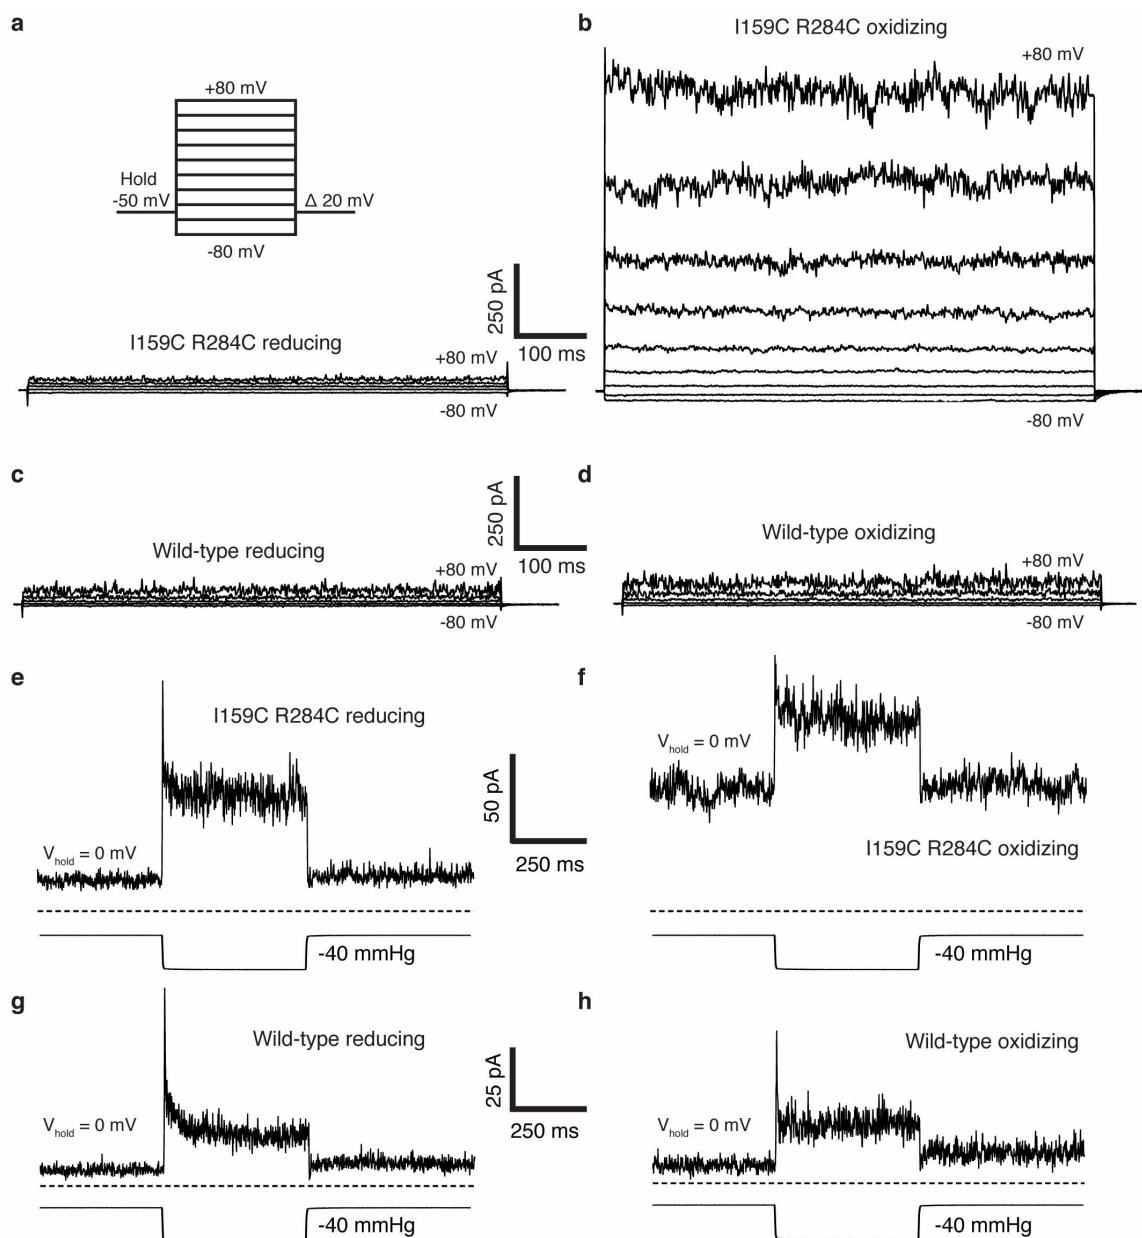 a
+80 mV
Hold
-50 mV
Δ 20 mV
-80 mV
250 pA
100 ms
I159C R284C reducing
+80 mV
-80 mV
b
I159C R284C oxidizing
+80 mV
-80 mV
c
250 pA
100 ms
Wild-type reducing
+80 mV
-80 mV
d
Wild-type oxidizing
+80 mV
-80 mV
e
I159C R284C reducing
50 pA
250 ms
Vhold = 0 mV
-40 mmHg
f
Vhold = 0 mV
I159C R284C oxidizing
-40 mmHg
g
Wild-type reducing
25 pA
250 ms
Vhold = 0 mV
-40 mmHg
h
Wild-type oxidizing
Vhold = 0 mV
-40 mmHg